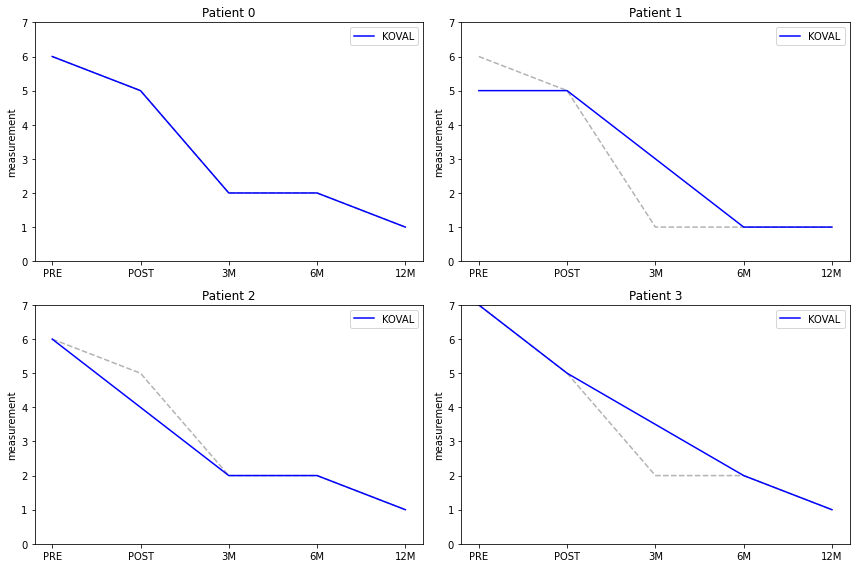 Patient 0
KOVAL
measurement
7
6
5
4
3
2
1
0
PRE POST 3M 6M 12M
Patient 1
KOVAL
measurement
7
6
5
4
3
2
1
0
PRE POST 3M 6M 12M
Patient 2
KOVAL
measurement
7
6
5
4
3
2
1
0
PRE POST 3M 6M 12M
Patient 3
KOVAL
measurement
7
6
5
4
3
2
1
0
PRE POST 3M 6M 12M